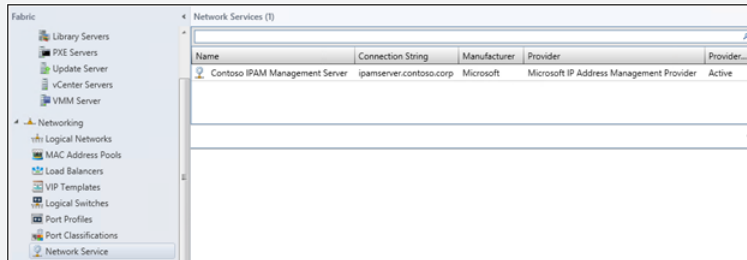 Fabric
Library Servers
PXE Servers
Update Server
vCenter Servers
VMM Server
Networking
Logical Networks
MAC Address Pools
Load Balancers
VIP Templates
Logical Switches
Port Profiles
Port Classifications
Network Service
Network Services (1)
Name Connection String Manufacturer Provider Provider...
Contoso IPAM Management Server ipamserver.contoso.corp Microsoft Microsoft IP Address Management Provider Active